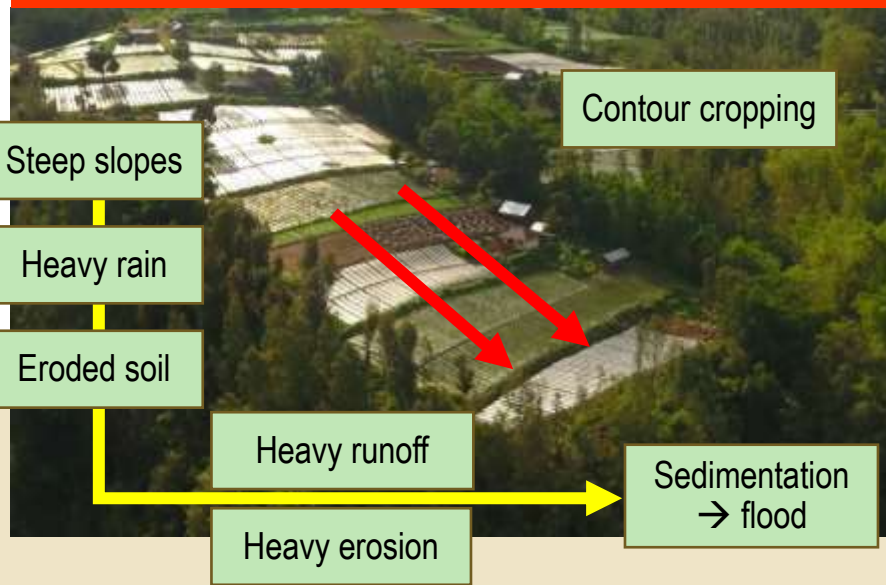 Contour cropping
Steep slopes
Heavy rain
Eroded soil
Heavy runoff
Heavy erosion
Sedimentation
→ flood